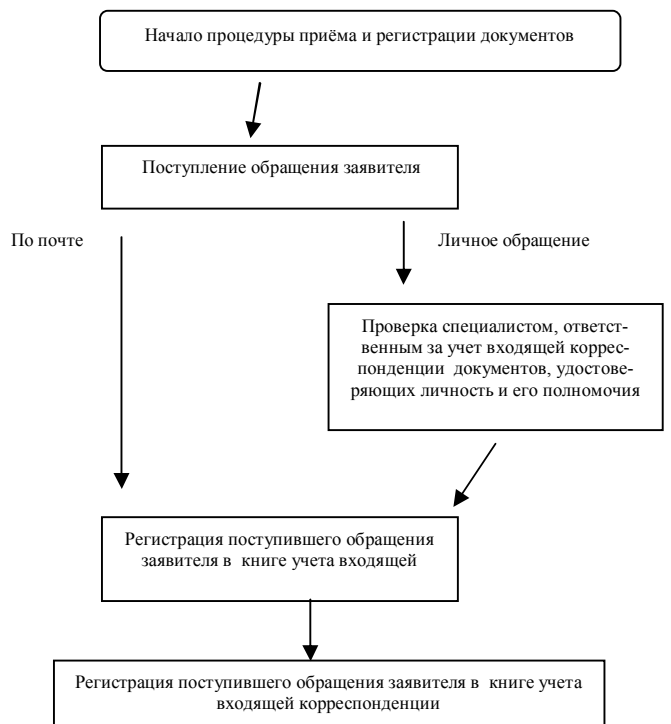 Начало процедуры приёма и регистрации документов
Поступление обращения заявителя
По почте
Личное обращение
Проверка специалистом, ответст-
венным за учет входящей коррес-
понденции документов, удостове-
ряющих личность и его полномочия
Регистрация поступившего обращения
заявителя в книге учета входящей
Регистрация поступившего обращения заявителя в книге учета
входящей корреспонденции